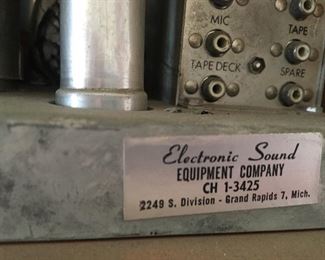 MIC
TAPE
TAPE DECK
SPARE
Electronic Sound
EQUIPMENT COMPANY
CH 1-3425
2249 S. Division - Grand Rapids 7, Mich.